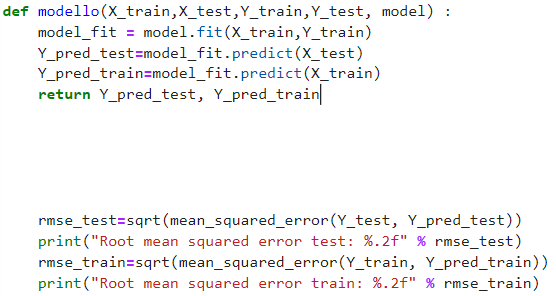 def modello(X_train,X_test,Y_train,Y_test, model) :
    model_fit = model.fit(X_train,Y_train)
    Y_pred_test=model_fit.predict(X_test)
    Y_pred_train=model_fit.predict(X_train)
    return Y_pred_test, Y_pred_train
    rmse_test=sqrt(mean_squared_error(Y_test, Y_pred_test))
    print("Root mean squared error test: %.2f" % rmse_test)
    rmse_train=sqrt(mean_squared_error(Y_train, Y_pred_train))
    print("Root mean squared error train: %.2f" % rmse_train)